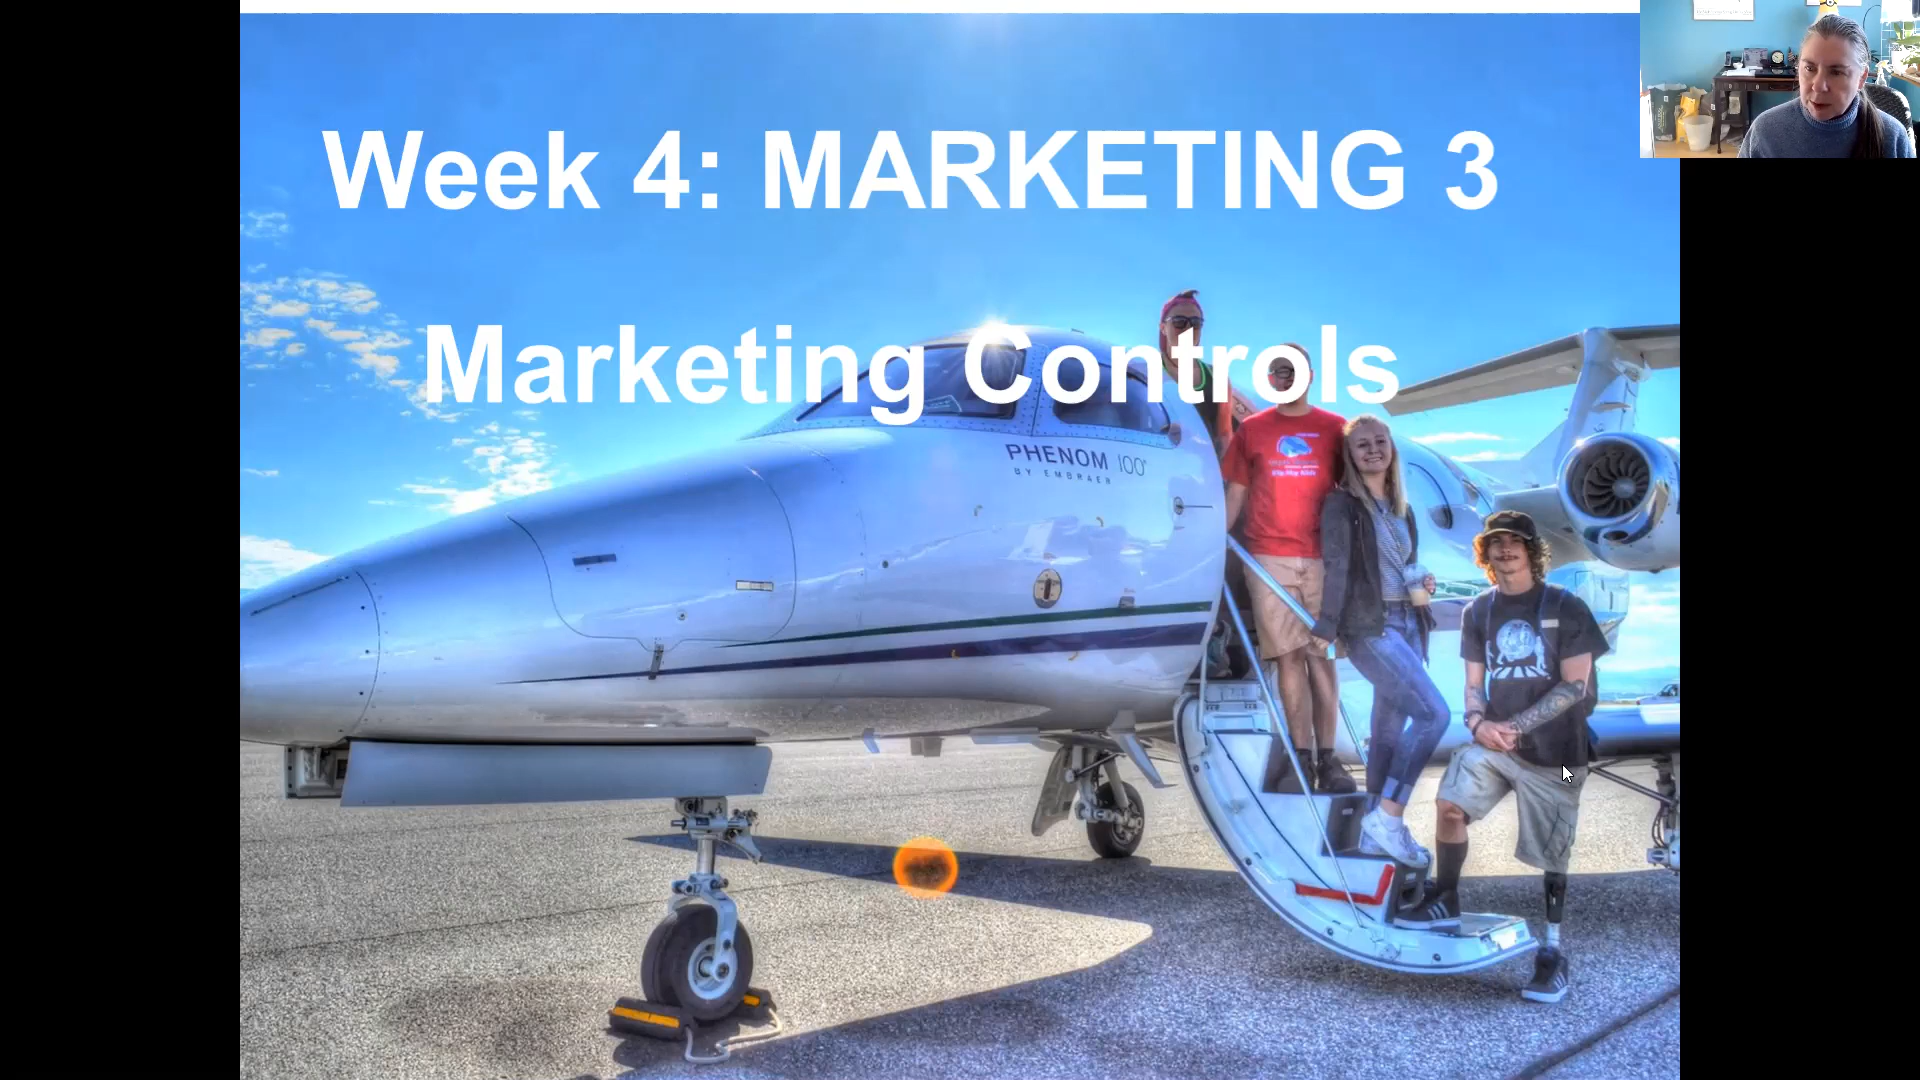 Week 4: MARKETING 3
Marketing Controls
PHENOM 100
BY EMBRAER